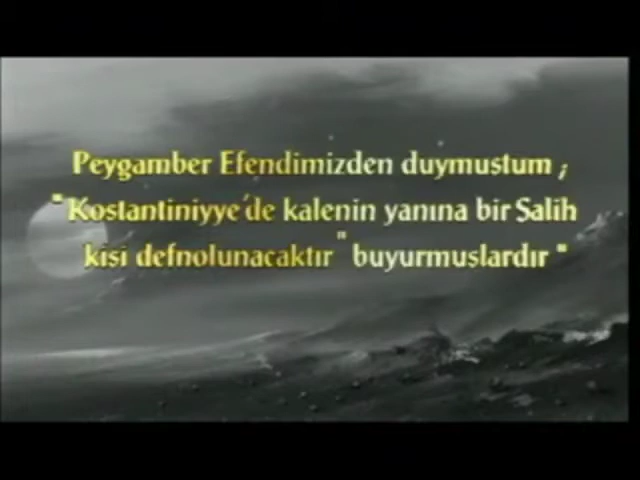 Peygamber Efendimizden duymustum ;
" Kostantiniyye'de kalenin yanına bir Salih
kisi defnolunacaktır " buyurmuslardır "